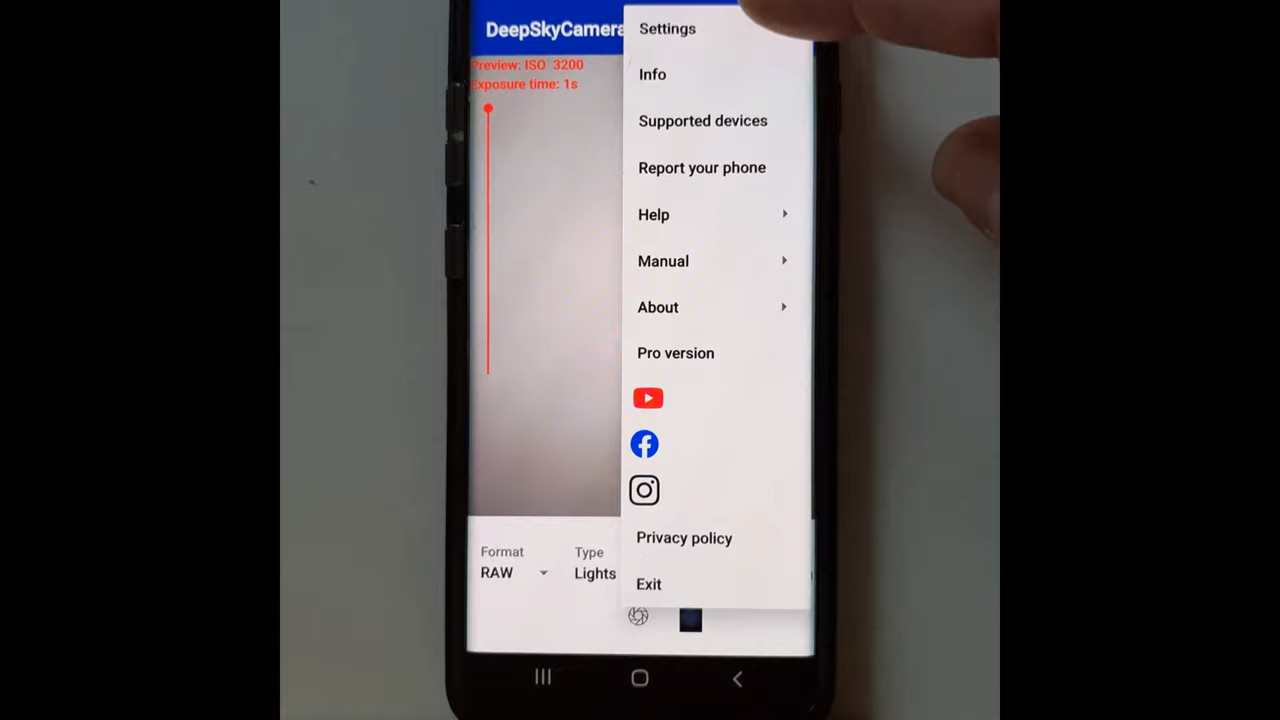 DeepSkyCamera
Preview: ISO 3200
Exposure time: 1s
Settings
Info
Supported devices
Report your phone
Help
Manual
About
Pro version
Privacy policy
Exit
Format
RAW
Type
Lights